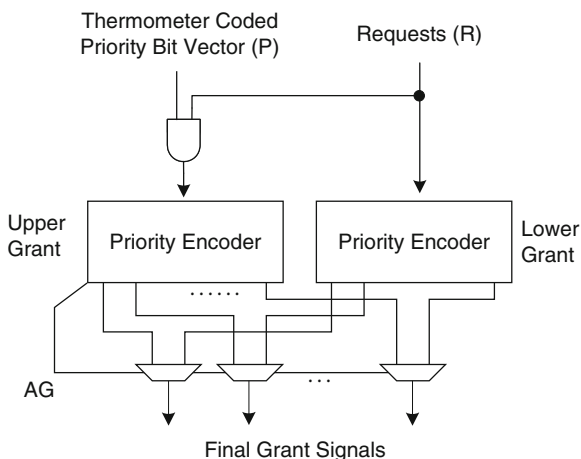 Thermometer Coded
Priority Bit Vector (P)
Requests (R)
Upper
Grant
Priority Encoder
Priority Encoder
Lower
Grant
......
AG
...
Final Grant Signals